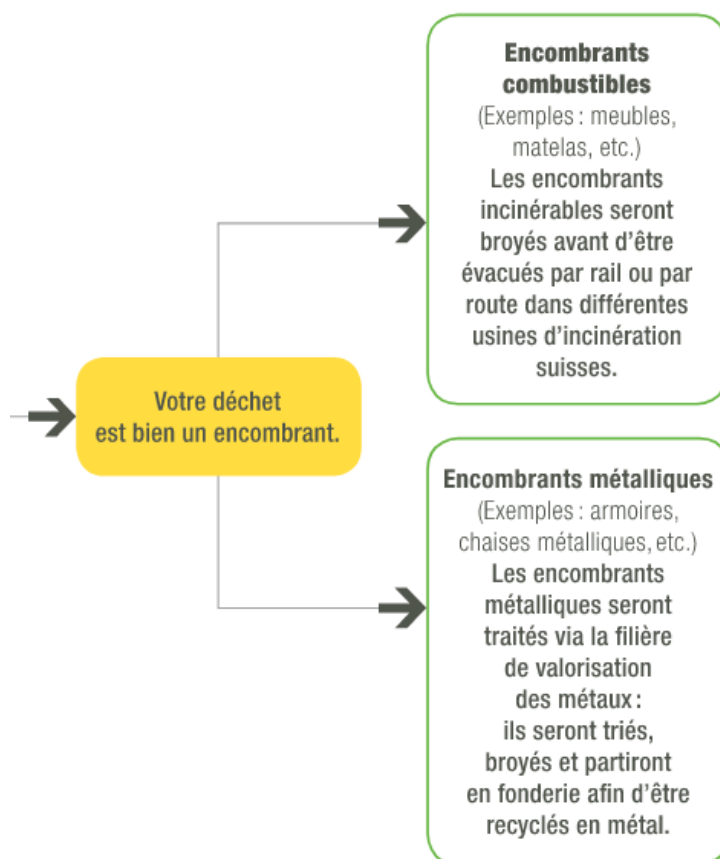 Votre déchet
est bien un encombrant.
Encombrants
combustibles
(Exemples : meubles,
matelas, etc.)
Les encombrants
incinérables seront
broyés avant d’être
évacués par rail ou par
route dans différentes
usines d’incinération
suisses.
Encombrants métalliques
(Exemples : armoires,
chaises métalliques, etc.)
Les encombrants
métalliques seront
traités via la filière
de valorisation
des métaux :
ils seront triés,
broyés et partiront
en fonderie afin d’être
recyclés en métal.